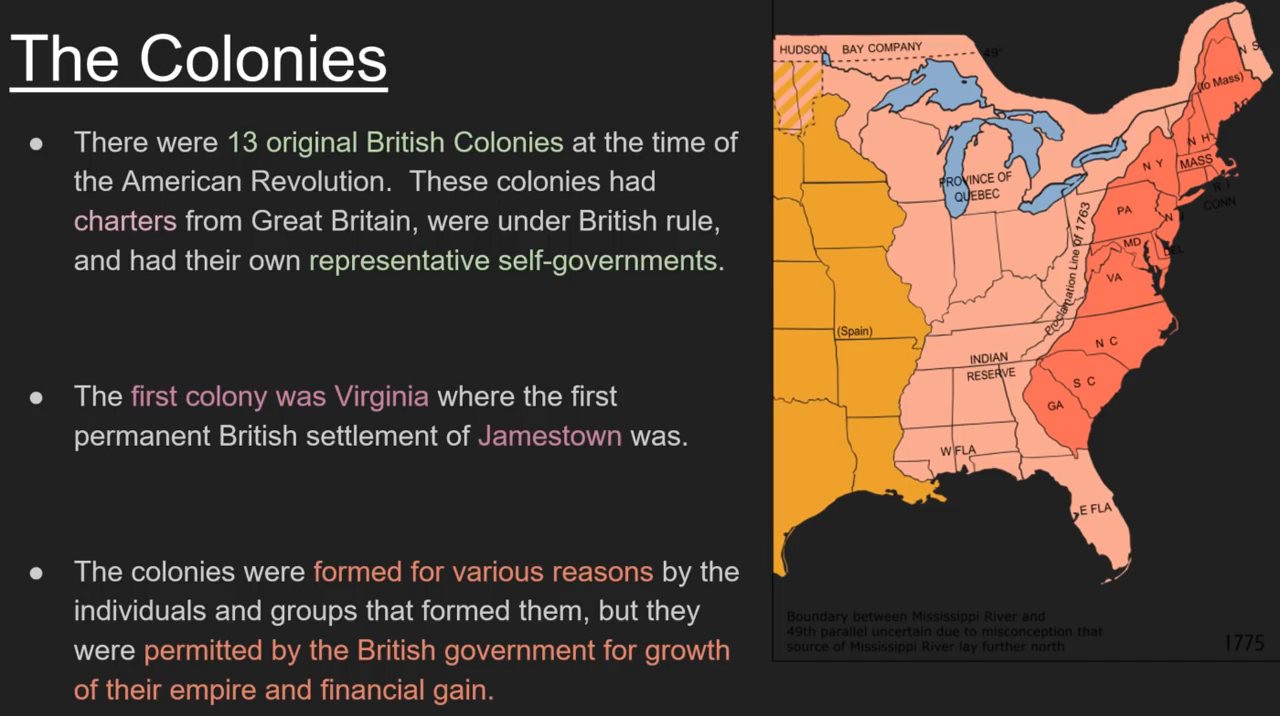 The Colonies
● There were 13 original British Colonies at the time of
the American Revolution. These colonies had
charters from Great Britain, were under British rule,
and had their own representative self-governments.
● The first colony was Virginia where the first
permanent British settlement of Jamestown was.
● The colonies were formed for various reasons by the
individuals and groups that formed them, but they
were permitted by the British government for growth
of their empire and financial gain.
HUDSON BAY COMPANY
49°
N S
(to Mass)
N H
N Y
MASS
R I
CONN
PROVINCE OF
QUEBEC
PA
N J
MD
DEL
VA
Proclamation Line of 1763
(Spain)
N C
INDIAN
RESERVE
S C
GA
W FLA
E FLA
Boundary between Mississippi River and
49th parallel uncertain due to misconception that
source of Mississippi River lay further north
1775